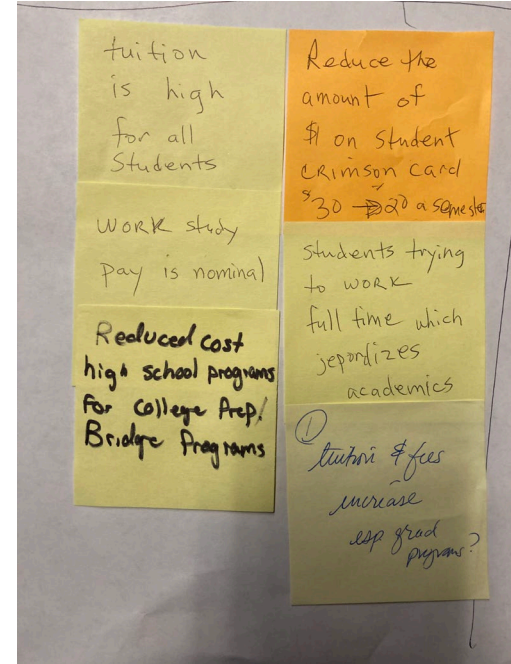 tuition
is high
for all
Students
WORK study
pay is nominal
Reduced cost
high school programs
For College Prep/
Bridge Programs
Reduce the
amount of
$1 on student
CRimson Card
$30 → 20 a semester
students trying
to WORK
full time which
jepordizes
academics
①
tuition & fees
increase
esp grad
programs?